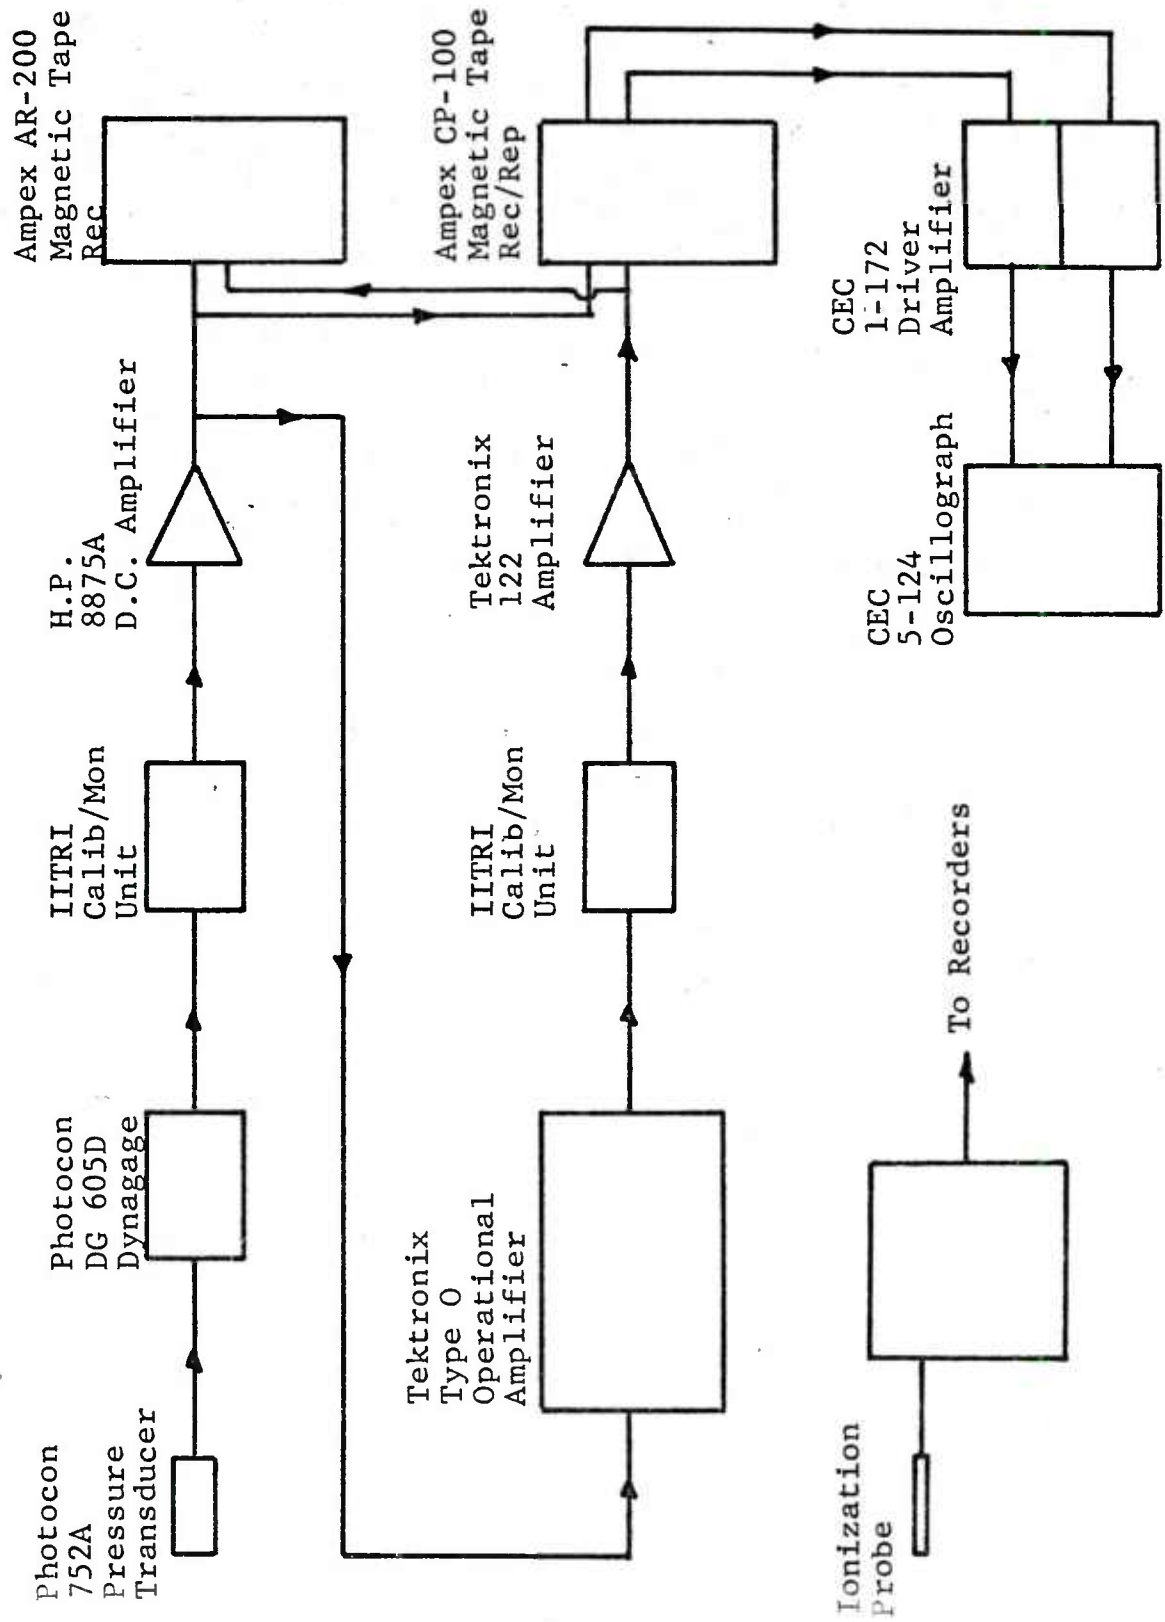 Photocon
752A
Pressure
Transducer
Photocon
DG 605D
Dynagage
IITRI
Calib/Mon
Unit
H.P.
8875A
D.C. Amplifier
Ampex AR-200
Magnetic Tape
Rec
Tektronix
Type O
Operational
Amplifier
IITRI
Calib/Mon
Unit
Tektronix
122
Amplifier
Ampex CP-100
Magnetic Tape
Rec/Rep
Ionization
Probe
To Recorders
CEC
5-124
Oscillograph
CEC
1-172
Driver
Amplifier